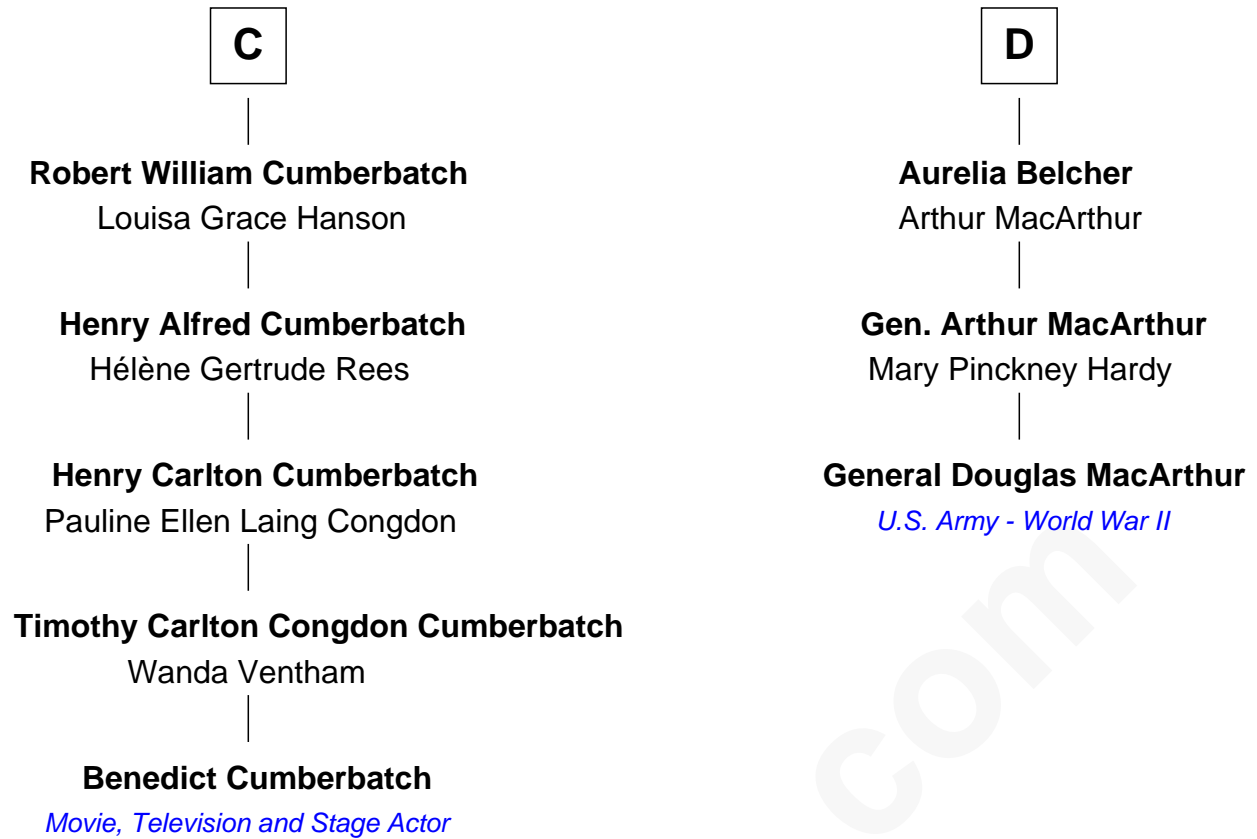 C
Robert William Cumberbatch
Louisa Grace Hanson
Henry Alfred Cumberbatch
Hélène Gertrude Rees
Henry Carlton Cumberbatch
Pauline Ellen Laing Congdon
Timothy Carlton Congdon Cumberbatch
Wanda Ventham
Benedict Cumberbatch
Movie, Television and Stage Actor
D
Aurelia Belcher
Arthur MacArthur
Gen. Arthur MacArthur
Mary Pinckney Hardy
General Douglas MacArthur
U.S. Army - World War II
com